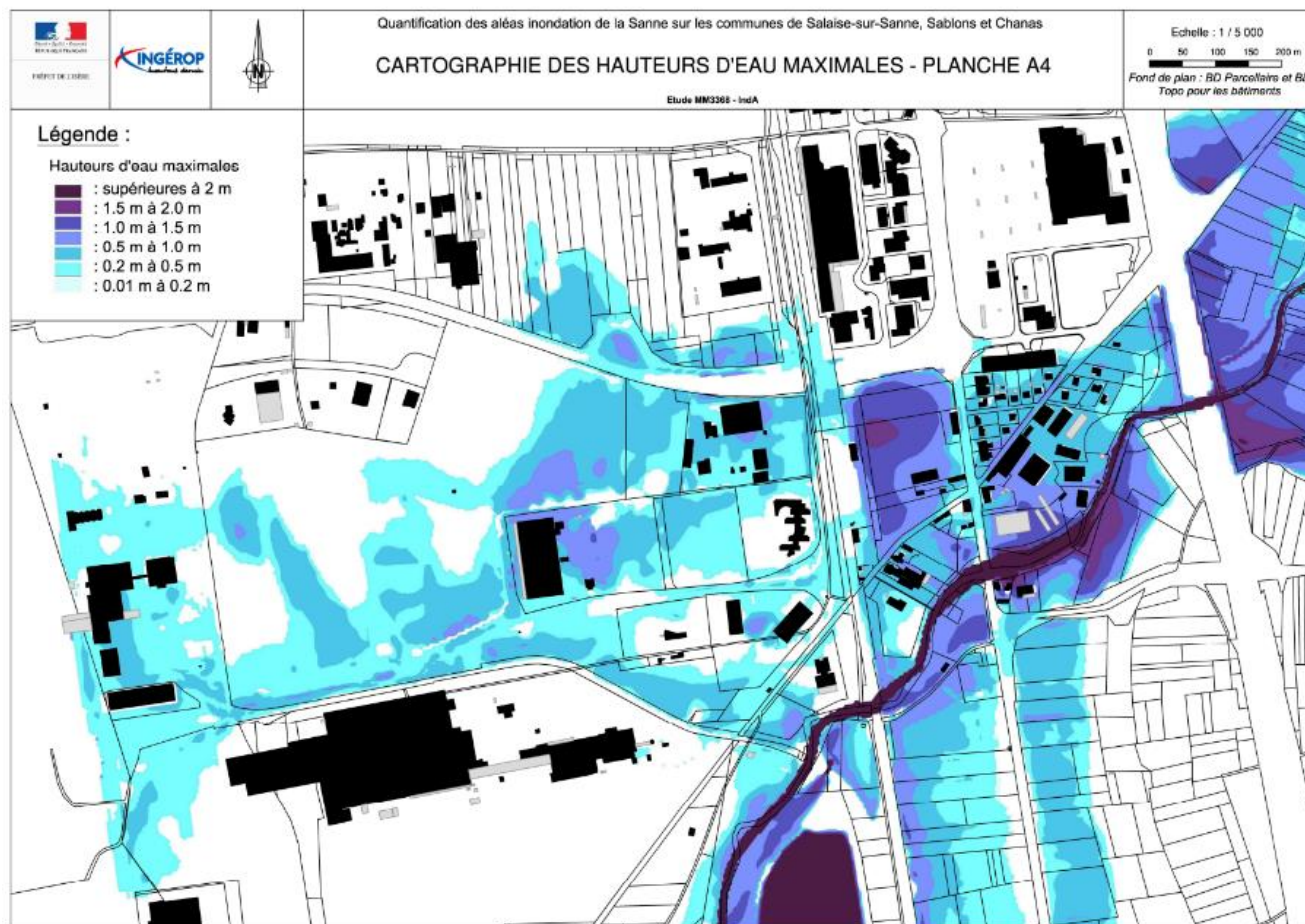 Quantification des aléas inondation de la Sanne sur les communes de Salaise-sur-Sanne, Sablons et Chanas
CARTOGRAPHIE DES HAUTEURS D'EAU MAXIMALES - PLANCHE A4
Etude MM3368 - IndA
PRÉFET DE L'ISÈRE
INGÉROP
N
Echelle : 1 / 5 000
0 50 100 150 200 m
Fond de plan : BD Parcellaire et BD
Topo pour les bâtiments
Légende :
Hauteurs d'eau maximales
: supérieures à 2 m
: 1.5 m à 2.0 m
: 1.0 m à 1.5 m
: 0.5 m à 1.0 m
: 0.2 m à 0.5 m
: 0.01 m à 0.2 m